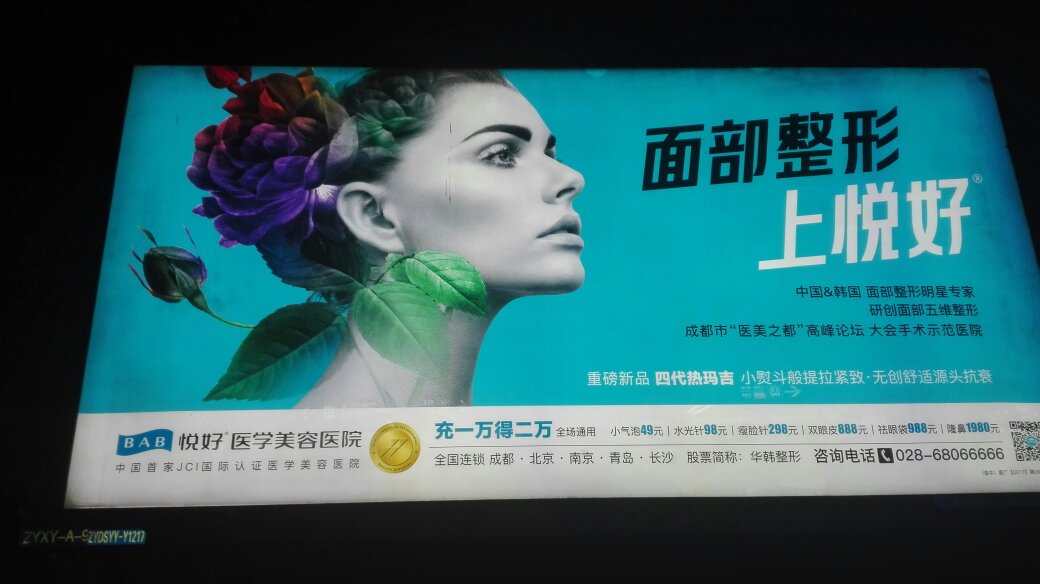 面部整形
上悦好®
中国&韩国 面部整形明星专家
研创面部五维整形
成都市“医美之都”高峰论坛 大会手术示范医院
重磅新品 四代热玛吉 小熨斗般提拉紧致·无创舒适源头抗衰
BAB 悦好®医学美容医院
中国首家JCI国际认证医学美容医院
充一万得二万 全场通用 小气泡49元 | 水光针98元 | 瘦脸针298元 | 双眼皮888元 | 祛眼袋988元 | 隆鼻1980元
全国连锁 成都·北京·南京·青岛·长沙 股票简称：华韩整形 咨询电话 028-68066666
ZYXY-A-9
ZYDSYY-Y1217